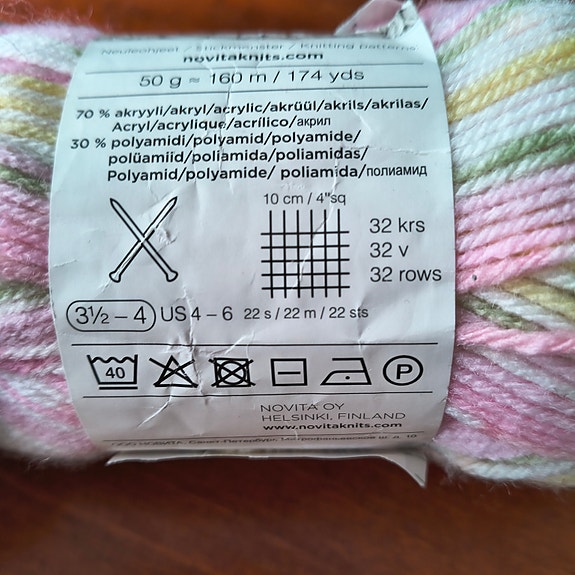 Neuleohjeet / Stickmönster / Knitting patterns
novitaknits.com
50 g ≈ 160 m / 174 yds
70 % akryyli/akryl/acrylic/akrüül/akrils/akrilas/
Acryl/acrylique/acrílico/акрил
30 % polyamidi/polyamid/polyamide/
polüamiid/poliamida/poliamidas/
Polyamid/polyamide/ poliamida/полиамид
10 cm / 4"sq
32 krs
32 v
32 rows
3½ – 4 US 4 – 6 22 s / 22 m / 22 sts
40 P
NOVITA OY
HELSINKI, FINLAND
www.novitaknits.com
Санкт-Петербург